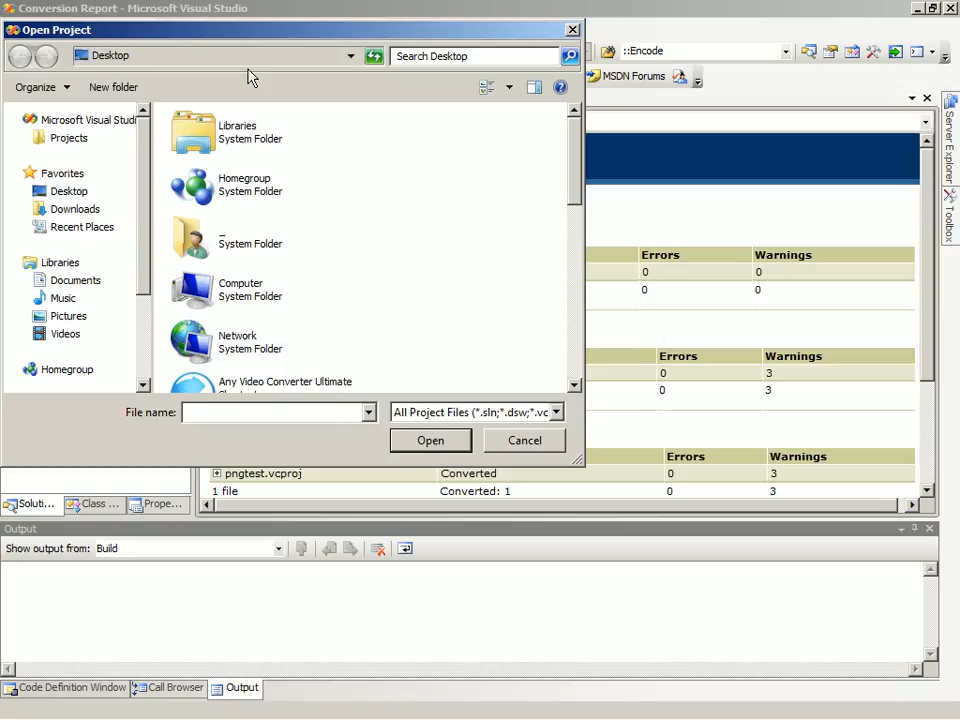 Conversion Report - Microsoft Visual Studio
Open Project
Desktop
Search Desktop
::Encode
Organize
New folder
MSDN Forums
Microsoft Visual Studi
Projects
Favorites
Desktop
Downloads
Recent Places
Libraries
Documents
Music
Pictures
Videos
Homegroup
Libraries
System Folder
Homegroup
System Folder
_
System Folder
Computer
System Folder
Network
System Folder
Any Video Converter Ultimate
File name:
All Project Files (*.sln;*.dsw;*.vc
Open
Cancel
Server Explorer
Toolbox
Errors Warnings
0 0
0 0
Errors Warnings
0 3
0 3
Errors Warnings
pngtest.vcproj Converted 0 3
1 file Converted: 1 0 3
Soluti... Class ... Prope...
Output
Show output from: Build
Code Definition Window Call Browser Output